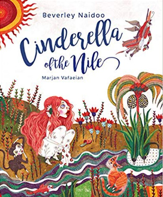 Beverley Naidoo
Cinderella
of the Nile
Marjan Vafaeian